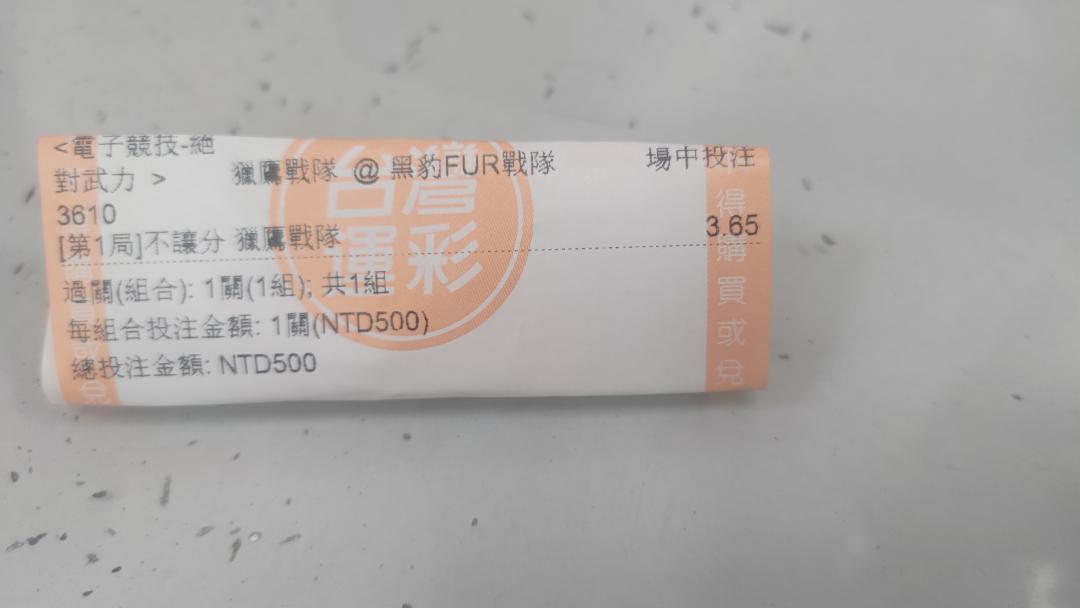 <電子競技-絕
對武力 >
獵鷹戰隊 @ 黑豹FUR戰隊
場中投注
3610
[第1局]不讓分 獵鷹戰隊
3.65
過關(組合): 1關(1組); 共1組
每組合投注金額: 1關(NTD500)
總投注金額: NTD500
台灣
運彩
得購買或兌
兌